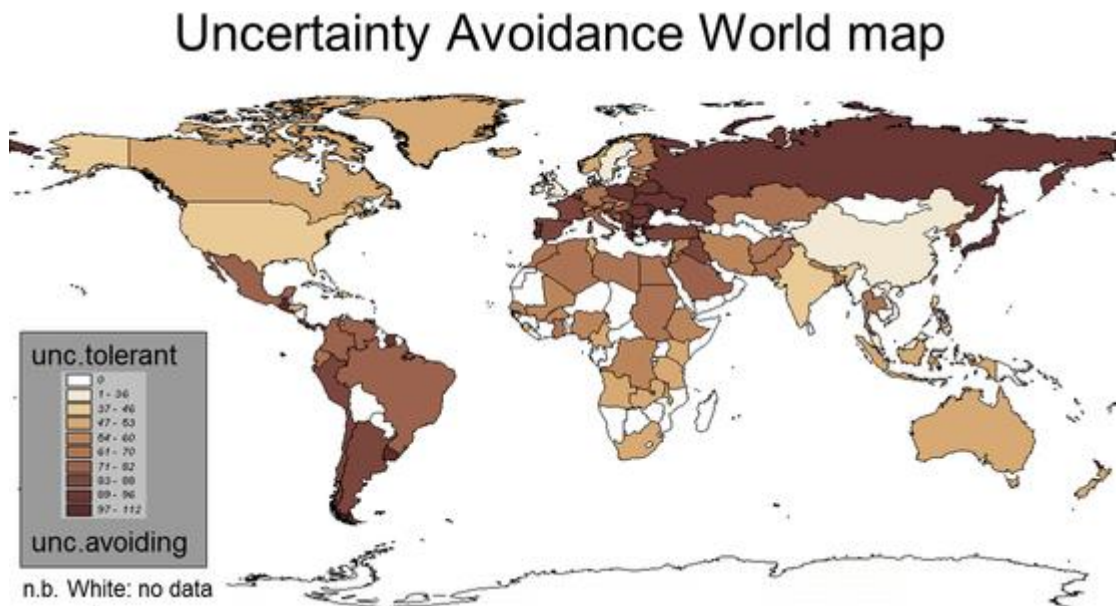 Uncertainty Avoidance World map
unc.tolerant
0
1 - 36
37 - 46
47 - 53
54 - 60
61 - 70
71 - 82
83 - 88
89 - 96
97 - 112
unc.avoiding
n.b. White: no data